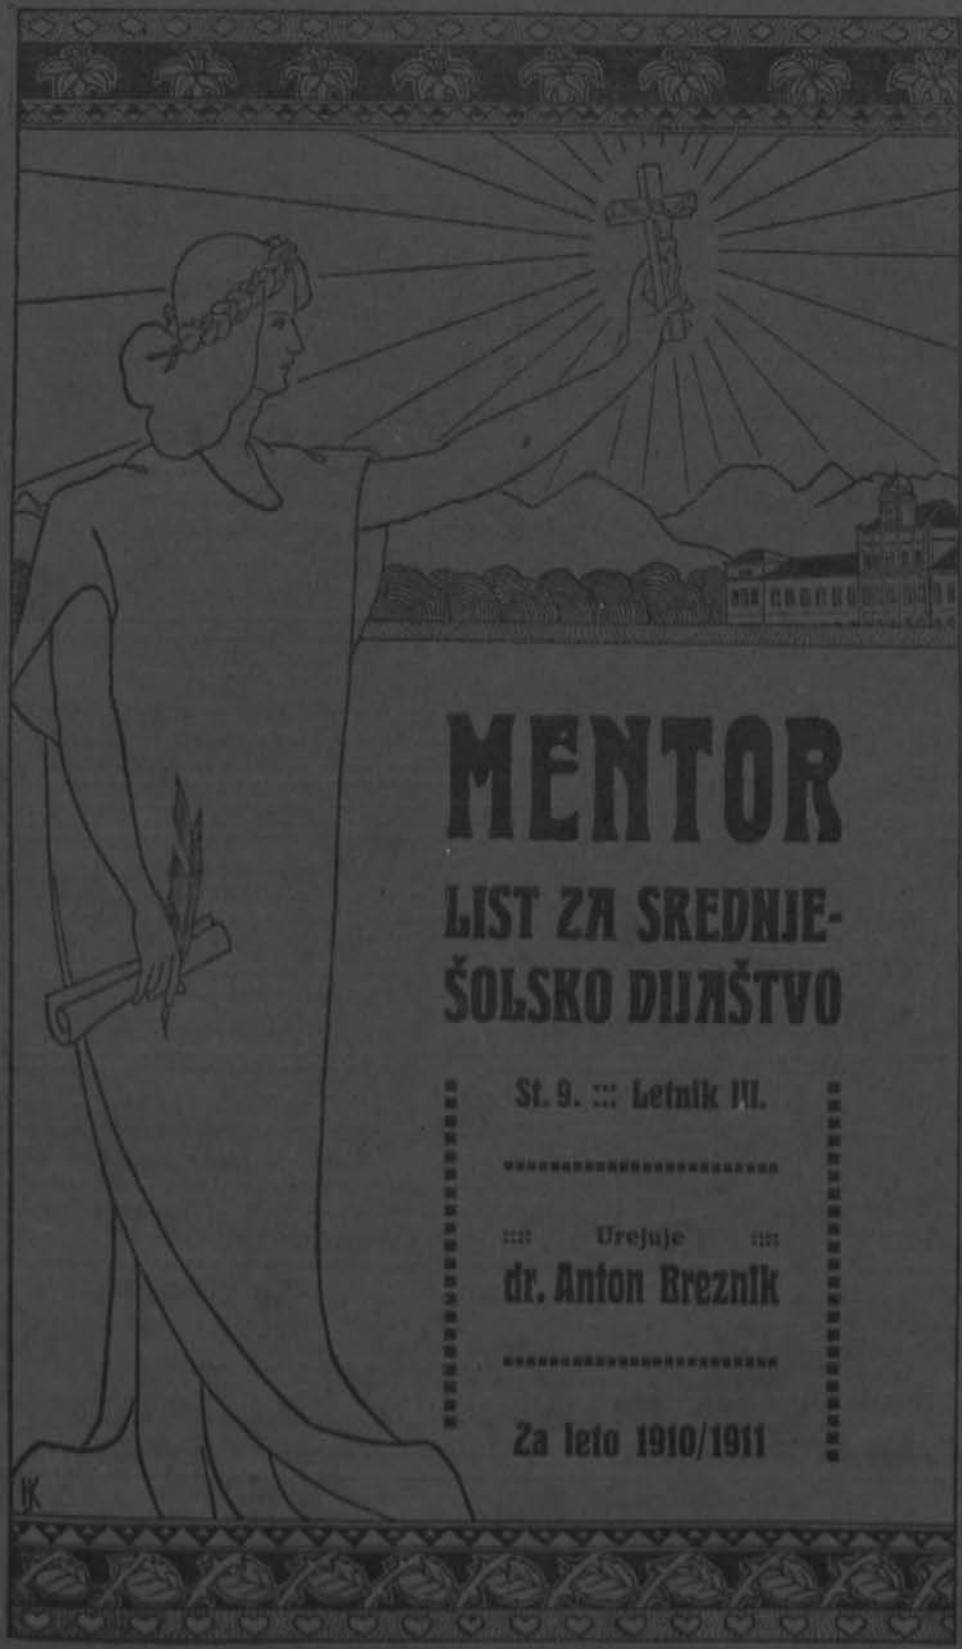 MENTOR
LIST ZA SREDNJE-
ŠOLSKO DIJAŠTVO
Št. 9. ::: Letnik III.
:::: Urejuje ::::
dr. Anton Breznik
Za leto 1910/1911